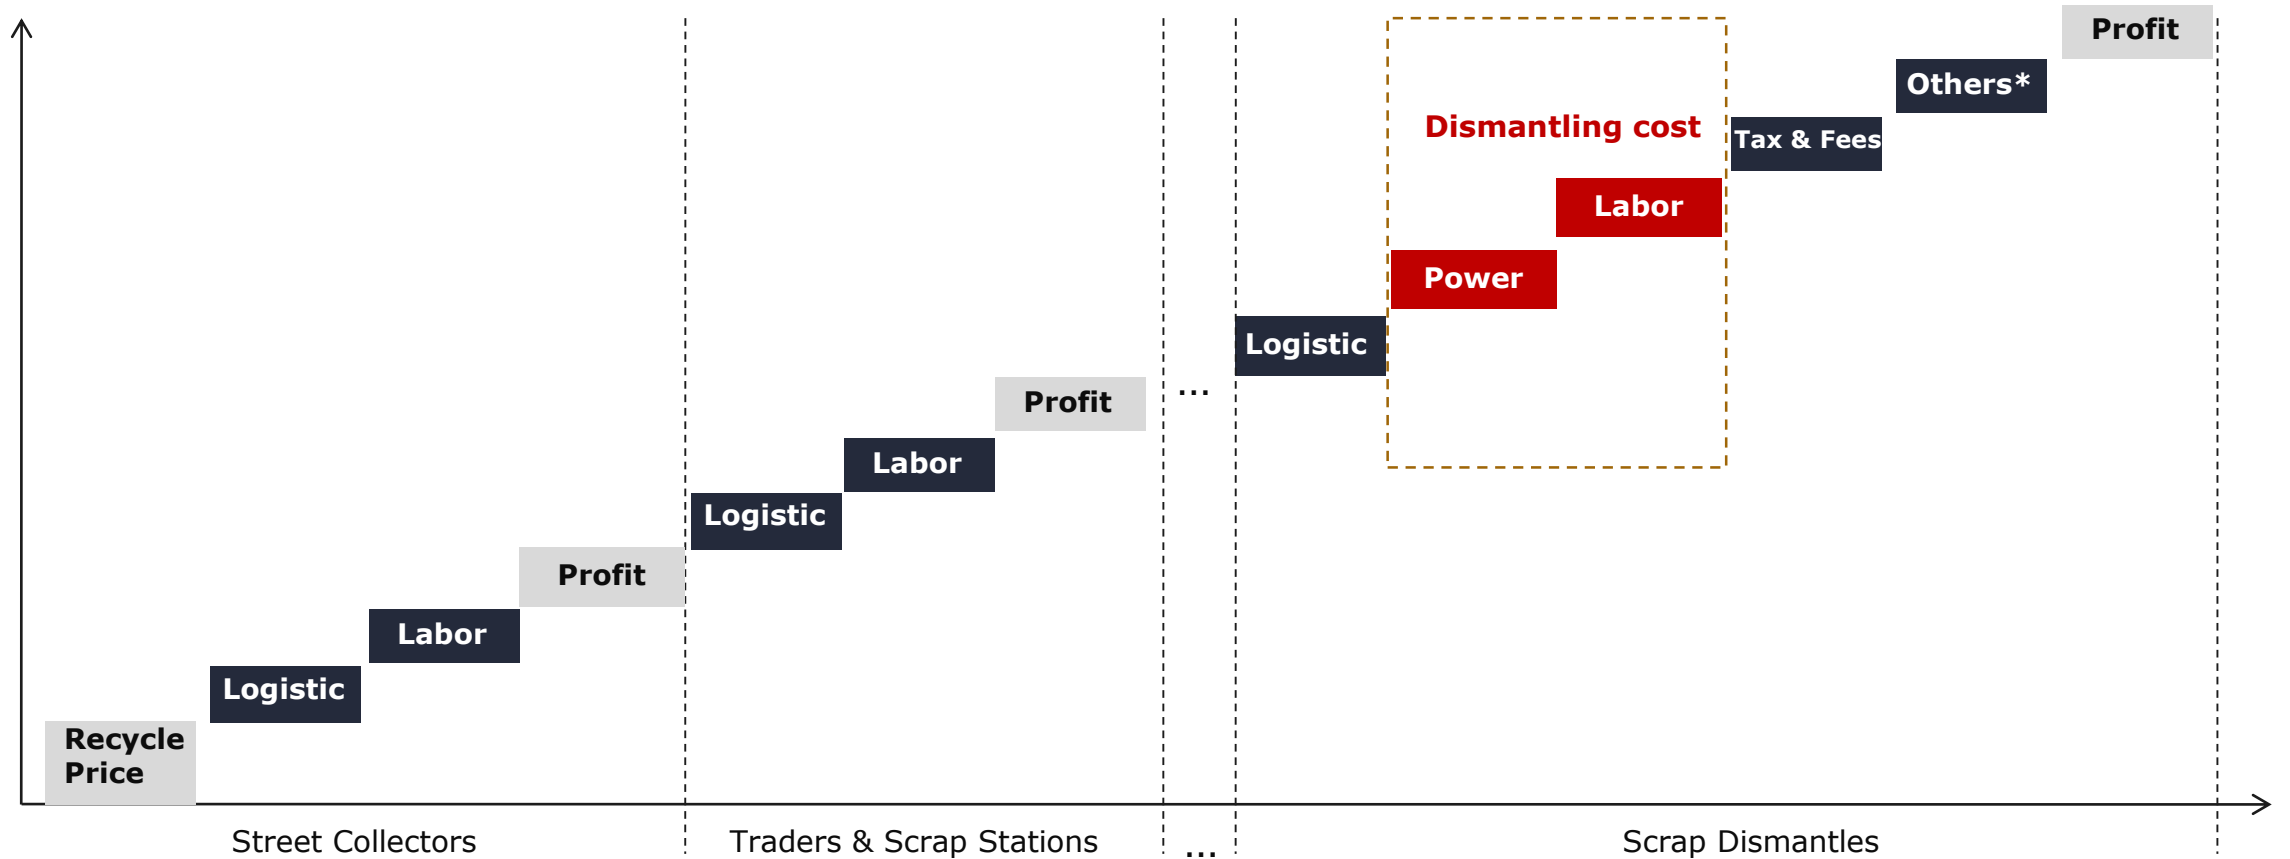 Profit
Others*
Dismantling cost
Tax & Fees
Labor
Power
Logistic
...
Profit
Labor
Logistic
Profit
Labor
Logistic
Recycle
Price
Street Collectors
Traders & Scrap Stations
...
Scrap Dismantles